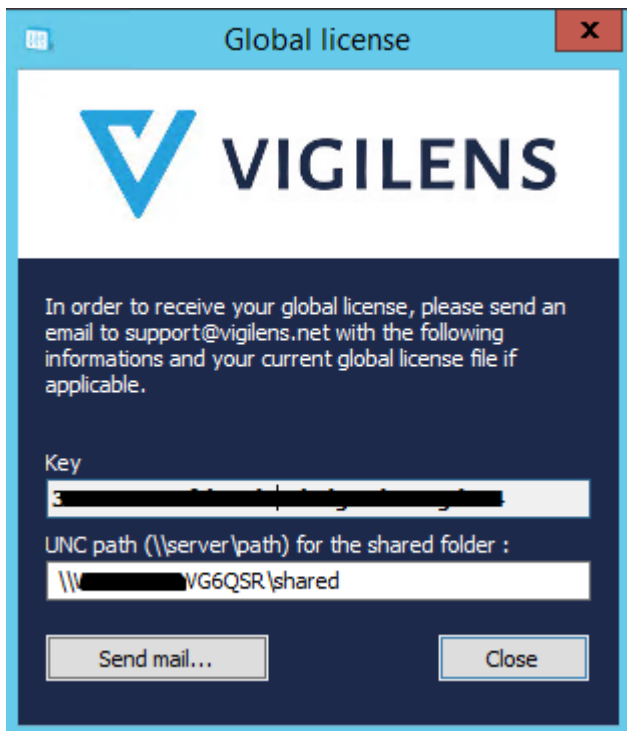 Global license
VIGILENS
In order to receive your global license, please send an
email to support@vigilens.net with the following
informations and your current global license file if
applicable.
Key
UNC path (\\server\path) for the shared folder :
VG6QSR\shared
Send mail...
Close